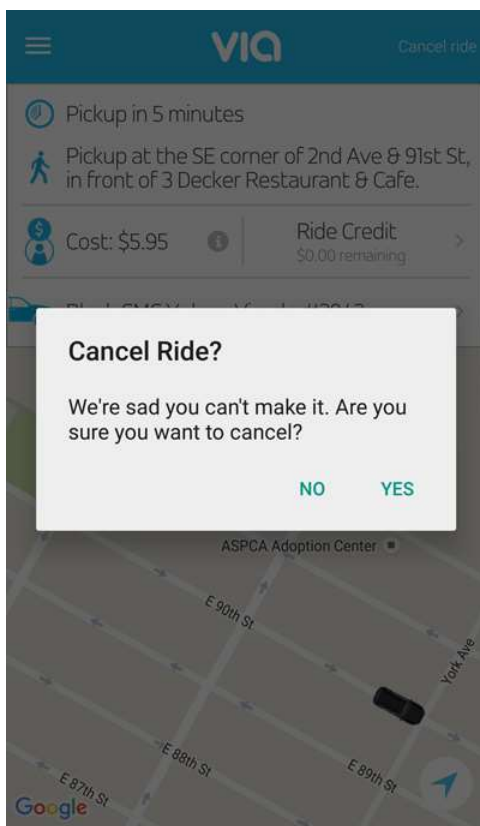 VIA
Cancel ride
Pickup in 5 minutes
Pickup at the SE corner of 2nd Ave & 91st St,
in front of 3 Decker Restaurant & Cafe.
Cost: $5.95
Ride Credit
$0.00 remaining
Cancel Ride?
We're sad you can't make it. Are you
sure you want to cancel?
NO
YES
ASPCA Adoption Center
E 90th St
York Ave
E 88th St
E 89th St
E 87th St
Google